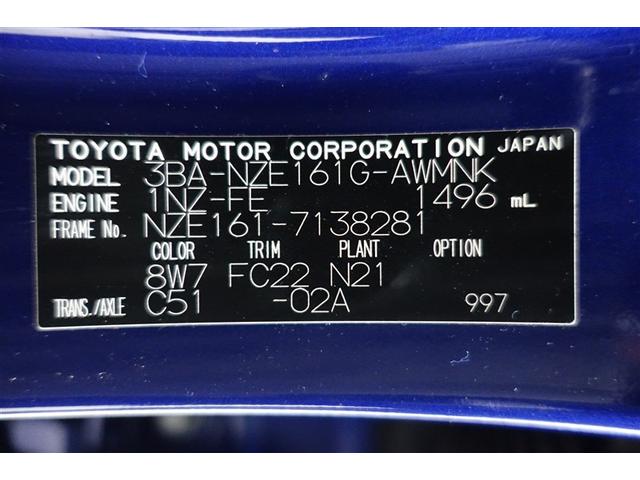 TOYOTA MOTOR CORPORATION JAPAN
MODEL 3BA-NZE161G-AWMNK
ENGINE 1NZ-FE 1496 mL
FRAME No. NZE161-7138281
COLOR TRIM PLANT OPTION
8W7 FC22 N21
TRANS./AXLE C51 -02A 997